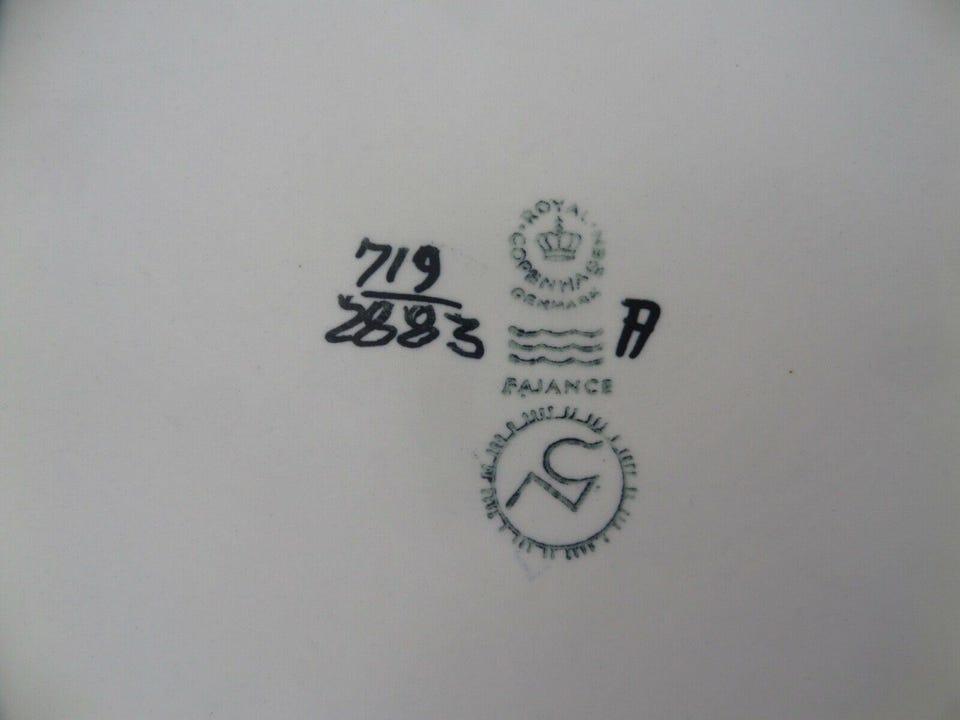 ROYAL COPENHAGEN
DENMARK
719
2883
FAJANCE